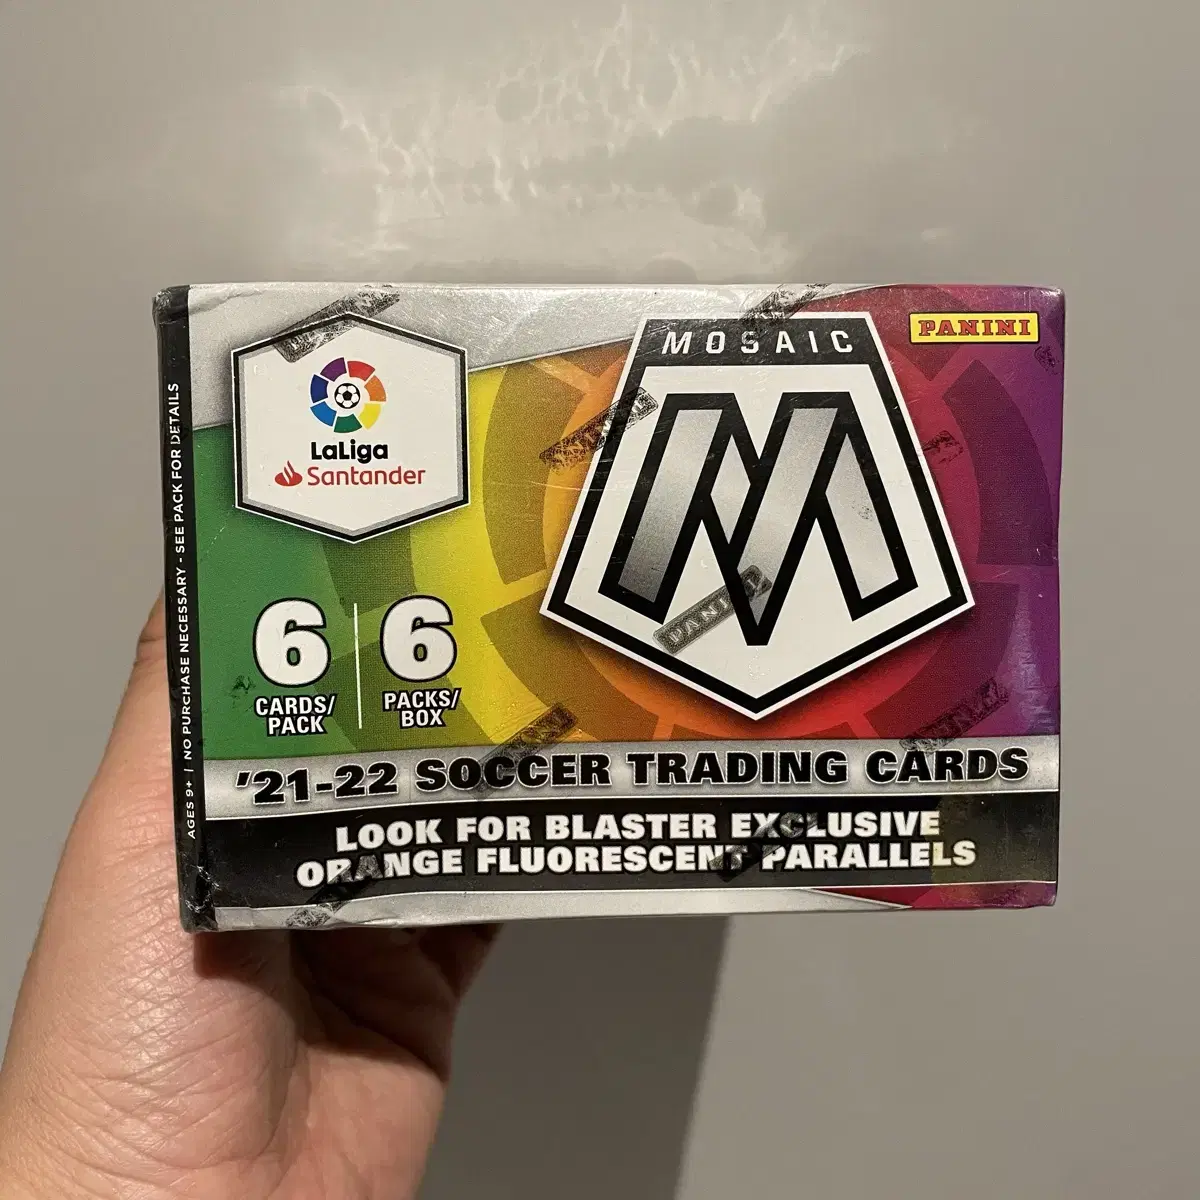 MOSAIC
PANINI
LaLiga
Santander
6
CARDS/
PACK
6
PACKS/
BOX
PANINI
'21-22 SOCCER TRADING CARDS
LOOK FOR BLASTER EXCLUSIVE
ORANGE FLUORESCENT PARALLELS
AGES 9+ | NO PURCHASE NECESSARY - SEE PACK FOR DETAILS